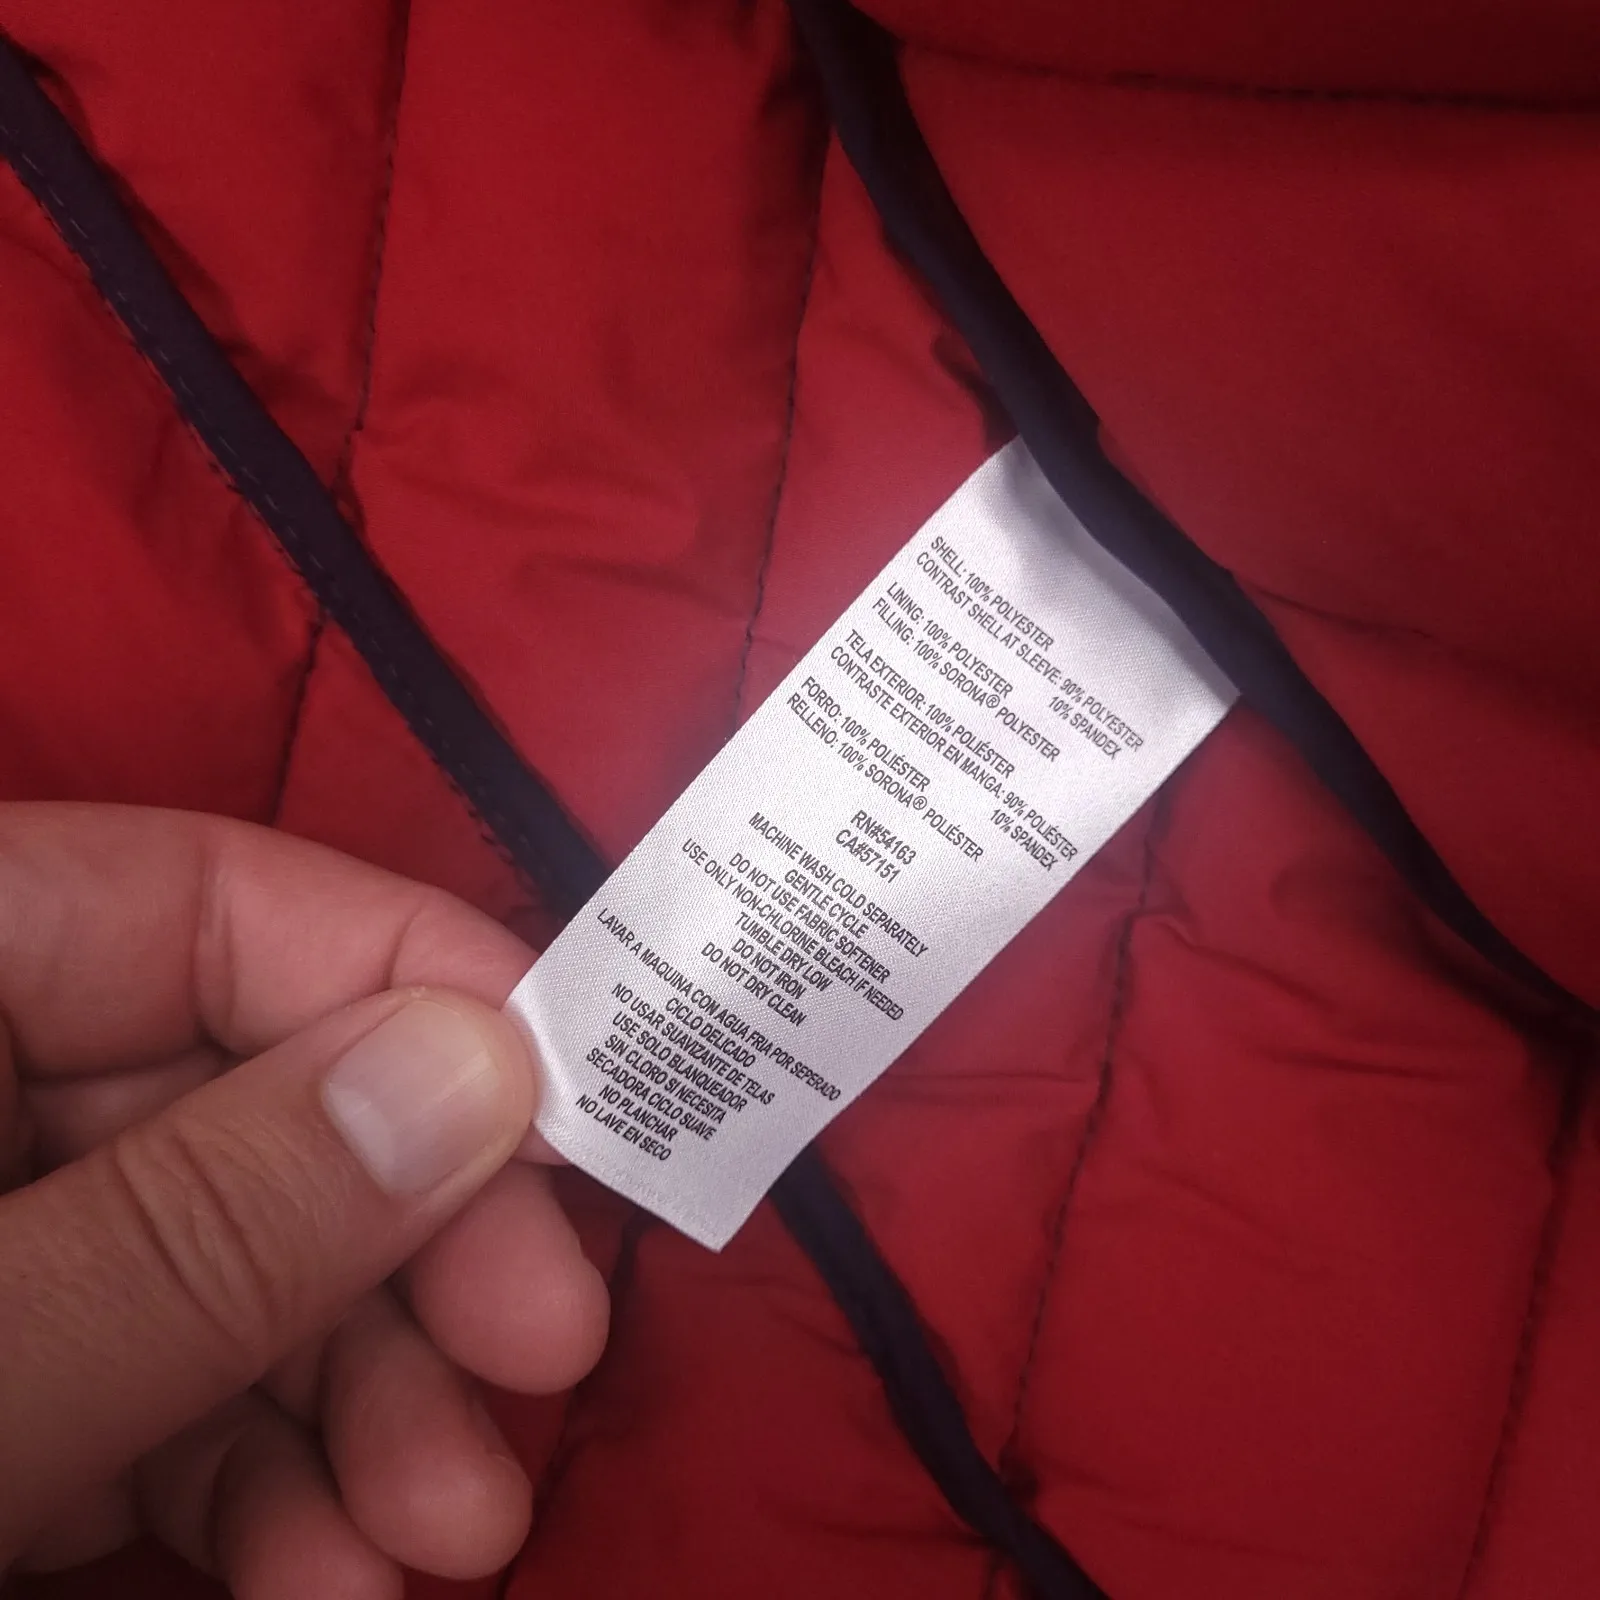 SHELL: 100% POLYESTER
CONTRAST SHELL AT SLEEVE: 90% POLYESTER
10% SPANDEX
LINING: 100% POLYESTER
FILLING: 100% SORONA® POLYESTER
TELA EXTERIOR: 100% POLIÉSTER
CONTRASTE EXTERIOR EN MANGA: 90% POLIÉSTER
10% SPANDEX
FORRO: 100% POLIÉSTER
RELLENO: 100% SORONA® POLIÉSTER
RN#54163
CA#57151
MACHINE WASH COLD SEPARATELY
GENTLE CYCLE
DO NOT USE FABRIC SOFTENER
USE ONLY NON-CHLORINE BLEACH IF NEEDED
TUMBLE DRY LOW
DO NOT IRON
DO NOT DRY CLEAN
LAVAR A MAQUINA CON AGUA FRIA POR SEPERADO
CICLO DELICADO
NO USAR SUAVIZANTE DE TELAS
USE SOLO BLANQUEADOR
SIN CLORO SI NECESITA
SECADORA CICLO SUAVE
NO PLANCHAR
NO LAVE EN SECO